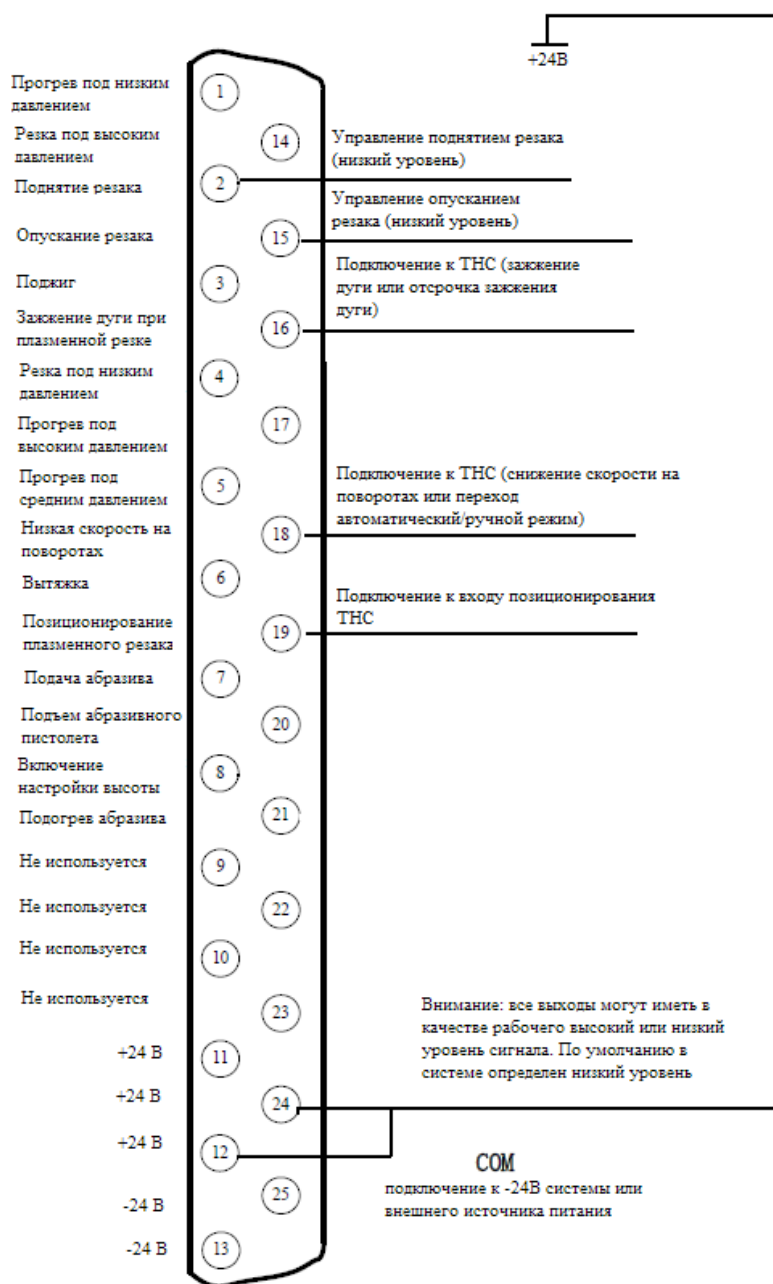 +24В
Прогрев под низким
давлением
1
Резка под высоким
давлением
14
Управление поднятием резака
(низкий уровень)
Поднятие резака
2
Управление опусканием
резака (низкий уровень)
Опускание резака
15
Поджиг
3
Подключение к ТНС (зажжение
дуги или отсрочка зажжения
дуги)
Зажжение дуги при
плазменной резке
16
Резка под низким
давлением
4
Прогрев под
высоким давлением
17
Прогрев под
средним давлением
5
Подключение к ТНС (снижение скорости на
поворотах или переход
автоматический/ручной режим)
Низкая скорость на
поворотах
18
Вытяжка
6
Подключение к входу позиционирования
ТНС
Позиционирование
плазменного резака
19
Подача абразива
7
Подъем абразивного
пистолета
20
Включение
настройки высоты
8
Подогрев абразива
21
Не используется
9
Не используется
22
Не используется
10
Не используется
23
Внимание: все выходы могут иметь в
качестве рабочего высокий или низкий
уровень сигнала. По умолчанию в
системе определен низкий уровень
+24 В
11
+24 В
24
+24 В
12
COM
подключение к -24В системы или
внешнего источника питания
-24 В
25
-24 В
13